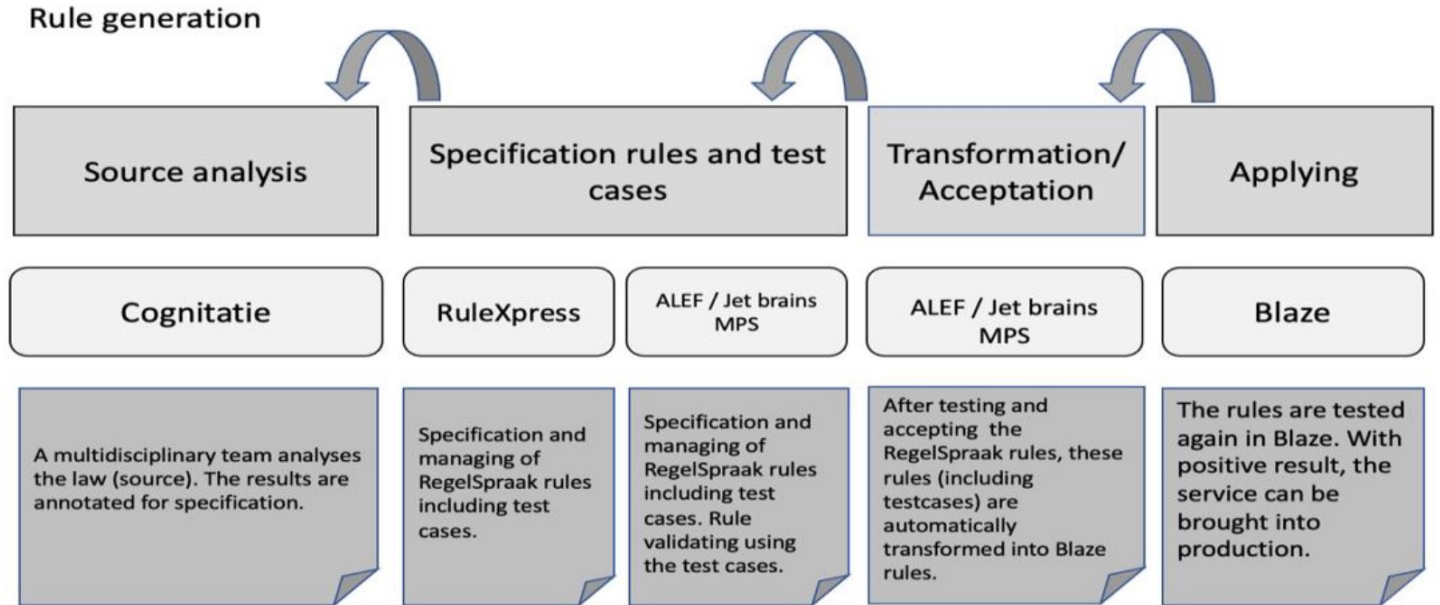 Rule generation
Source analysis
Specification rules and test
cases
Transformation/
Acceptation
Applying
Cognitatie
RuleXpress
ALEF / Jet brains
MPS
ALEF / Jet brains
MPS
Blaze
A multidisciplinary team analyses
the law (source). The results are
annotated for specification.
Specification and
managing of
RegelSpraak rules
including test
cases.
Specification and
managing of
RegelSpraak rules
including test
cases. Rule
validating using
the test cases.
After testing and
accepting the
RegelSpraak rules, these
rules (including
testcases) are
automatically
transformed into Blaze
rules.
The rules are tested
again in Blaze. With
positive result, the
service can be
brought into
production.